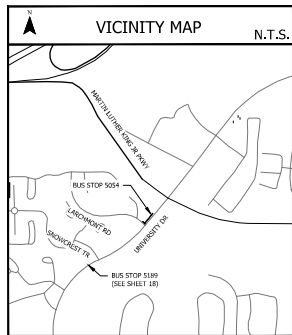 N
VICINITY MAP
N.T.S.
MARTIN LUTHER KING JR PKWY
BUS STOP 5054
LARCHMONT RD
UNIVERSITY DR
SNOWCREST TR
BUS STOP 5189
(SEE SHEET 18)